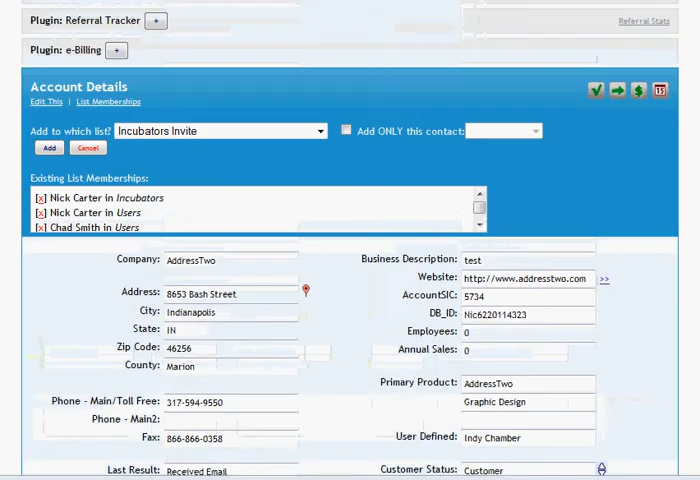 Plugin: Referral Tracker +
Referral Stats
Plugin: e-Billing +
Account Details
Edit This | List Memberships
15
Add to which list? Incubators Invite
Add ONLY this contact:
Add Cancel
Existing List Memberships:
[x] Nick Carter in Incubators
[x] Nick Carter in Users
[x] Chad Smith in Users
Company: AddressTwo
Business Description: test
Website: http://www.addresstwo.com >>
Address: 8653 Bash Street
AccountSIC: 5734
City: Indianapolis
DB_ID: Nic6220114323
State: IN
Employees: 0
Zip Code: 46256
Annual Sales: 0
County: Marion
Primary Product: AddressTwo
Phone - Main/Toll Free: 317-594-9550
Graphic Design
Phone - Main2:
Fax: 866-866-0358
User Defined: Indy Chamber
Last Result: Received Email
Customer Status: Customer